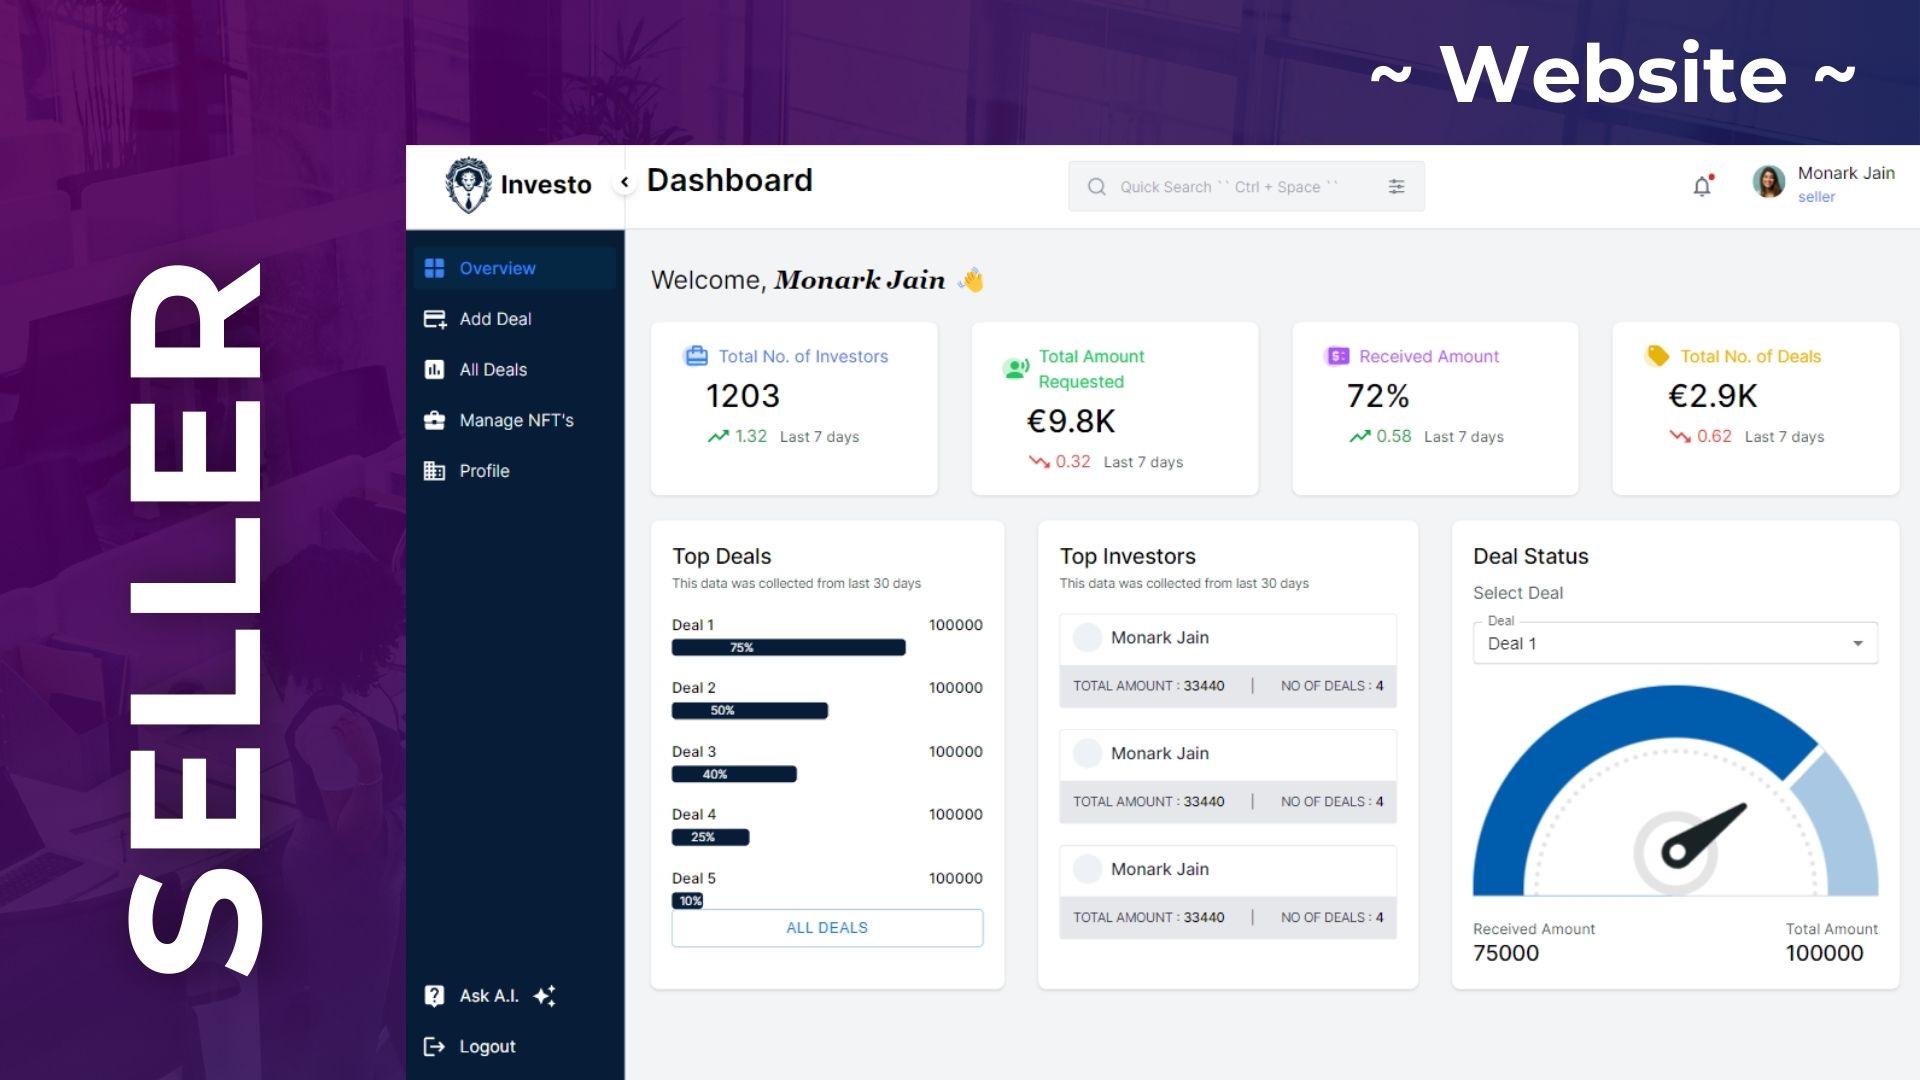 ~ Website ~
SELLER
Investo
Dashboard
Quick Search `` Ctrl + Space ``
Monark Jain
seller
Overview
Add Deal
All Deals
Manage NFT's
Profile
Ask A.I.
Logout
Welcome, Monark Jain 👋
Total No. of Investors
1203
1.32 Last 7 days
Total Amount
Requested
€9.8K
0.32 Last 7 days
Received Amount
72%
0.58 Last 7 days
Total No. of Deals
€2.9K
0.62 Last 7 days
Top Deals
This data was collected from last 30 days
Deal 1 100000
75%
Deal 2 100000
50%
Deal 3 100000
40%
Deal 4 100000
25%
Deal 5 100000
10%
ALL DEALS
Top Investors
This data was collected from last 30 days
Monark Jain
TOTAL AMOUNT : 33440 | NO OF DEALS : 4
Monark Jain
TOTAL AMOUNT : 33440 | NO OF DEALS : 4
Monark Jain
TOTAL AMOUNT : 33440 | NO OF DEALS : 4
Deal Status
Select Deal
Deal
Deal 1
Received Amount Total Amount
75000 100000